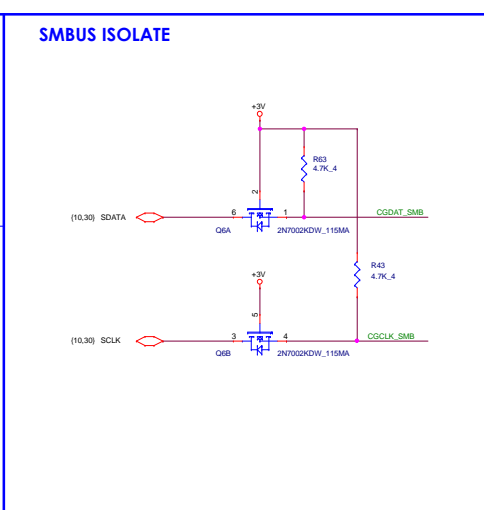 SMBUS ISOLATE
+3V
R63
4.7K_4
2
(10,30) SDATA
6
1
CGDAT_SMB
Q6A
2N7002KDW_115MA
R43
4.7K_4
+3V
5
(10,30) SCLK
3
4
CGCLK_SMB
Q6B
2N7002KDW_115MA